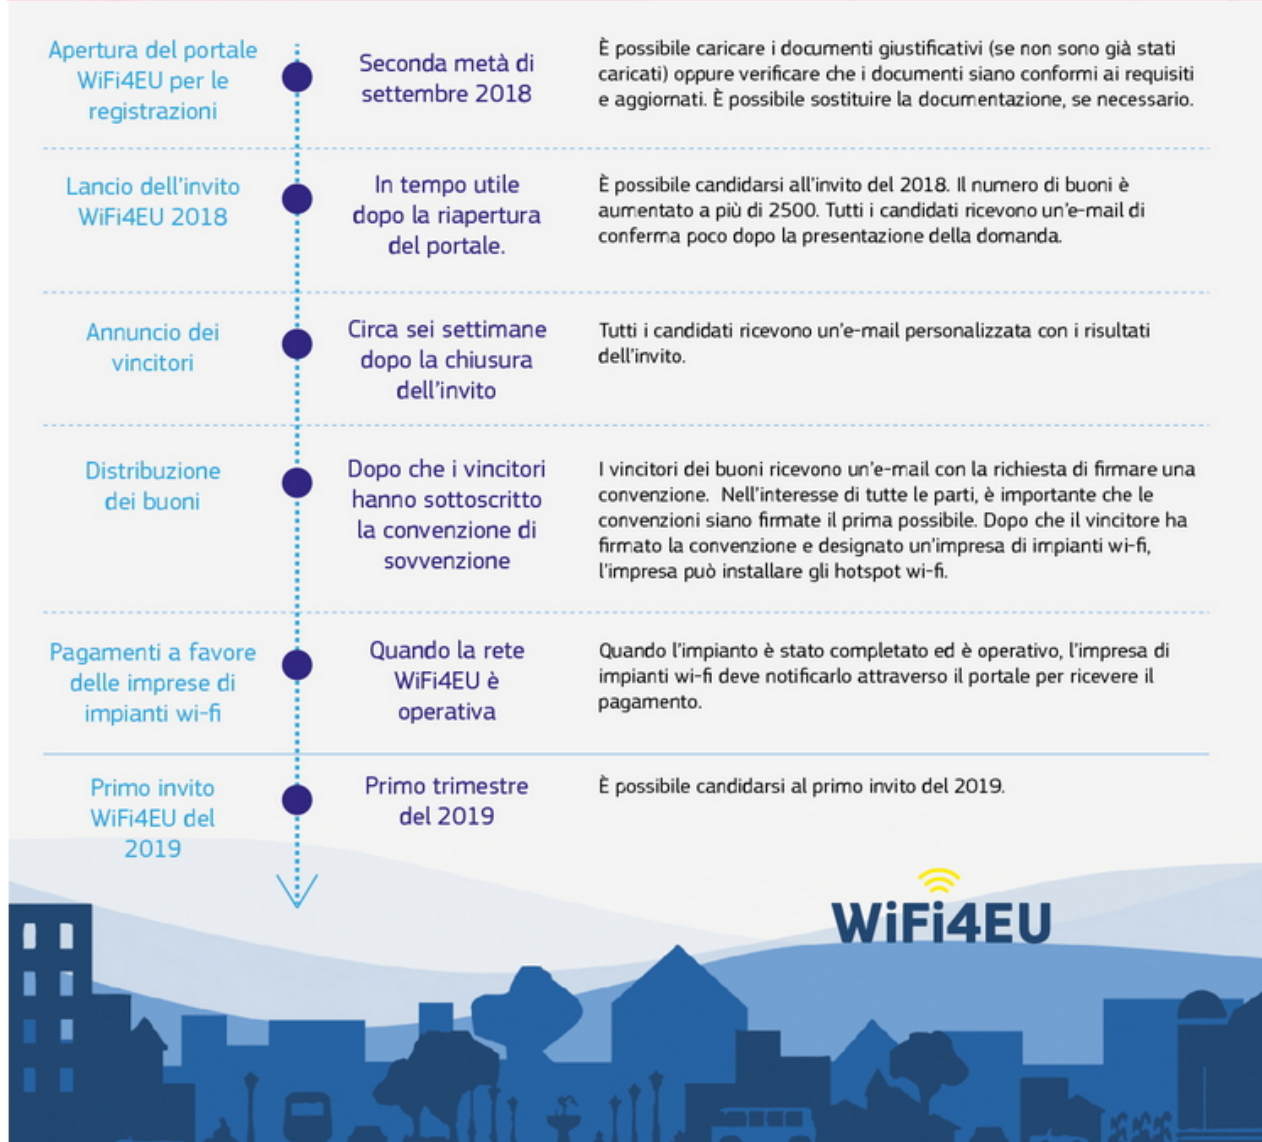 Apertura del portale
WiFi4EU per le
registrazioni
Seconda metà di
settembre 2018
È possibile caricare i documenti giustificativi (se non sono già stati
caricati) oppure verificare che i documenti siano conformi ai requisiti
e aggiornati. È possibile sostituire la documentazione, se necessario.
Lancio dell'invito
WiFi4EU 2018
In tempo utile
dopo la riapertura
del portale.
È possibile candidarsi all'invito del 2018. Il numero di buoni è
aumentato a più di 2500. Tutti i candidati ricevono un'e-mail di
conferma poco dopo la presentazione della domanda.
Annuncio dei
vincitori
Circa sei settimane
dopo la chiusura
dell'invito
Tutti i candidati ricevono un'e-mail personalizzata con i risultati
dell'invito.
Distribuzione
dei buoni
Dopo che i vincitori
hanno sottoscritto
la convenzione di
sovvenzione
I vincitori dei buoni ricevono un'e-mail con la richiesta di firmare una
convenzione.  Nell'interesse di tutte le parti, è importante che le
convenzioni siano firmate il prima possibile. Dopo che il vincitore ha
firmato la convenzione e designato un'impresa di impianti wi-fi,
l'impresa può installare gli hotspot wi-fi.
Pagamenti a favore
delle imprese di
impianti wi-fi
Quando la rete
WiFi4EU è
operativa
Quando l'impianto è stato completato ed è operativo, l'impresa di
impianti wi-fi deve notificarlo attraverso il portale per ricevere il
pagamento.
Primo invito
WiFi4EU del
2019
Primo trimestre
del 2019
È possibile candidarsi al primo invito del 2019.
WiFi4EU